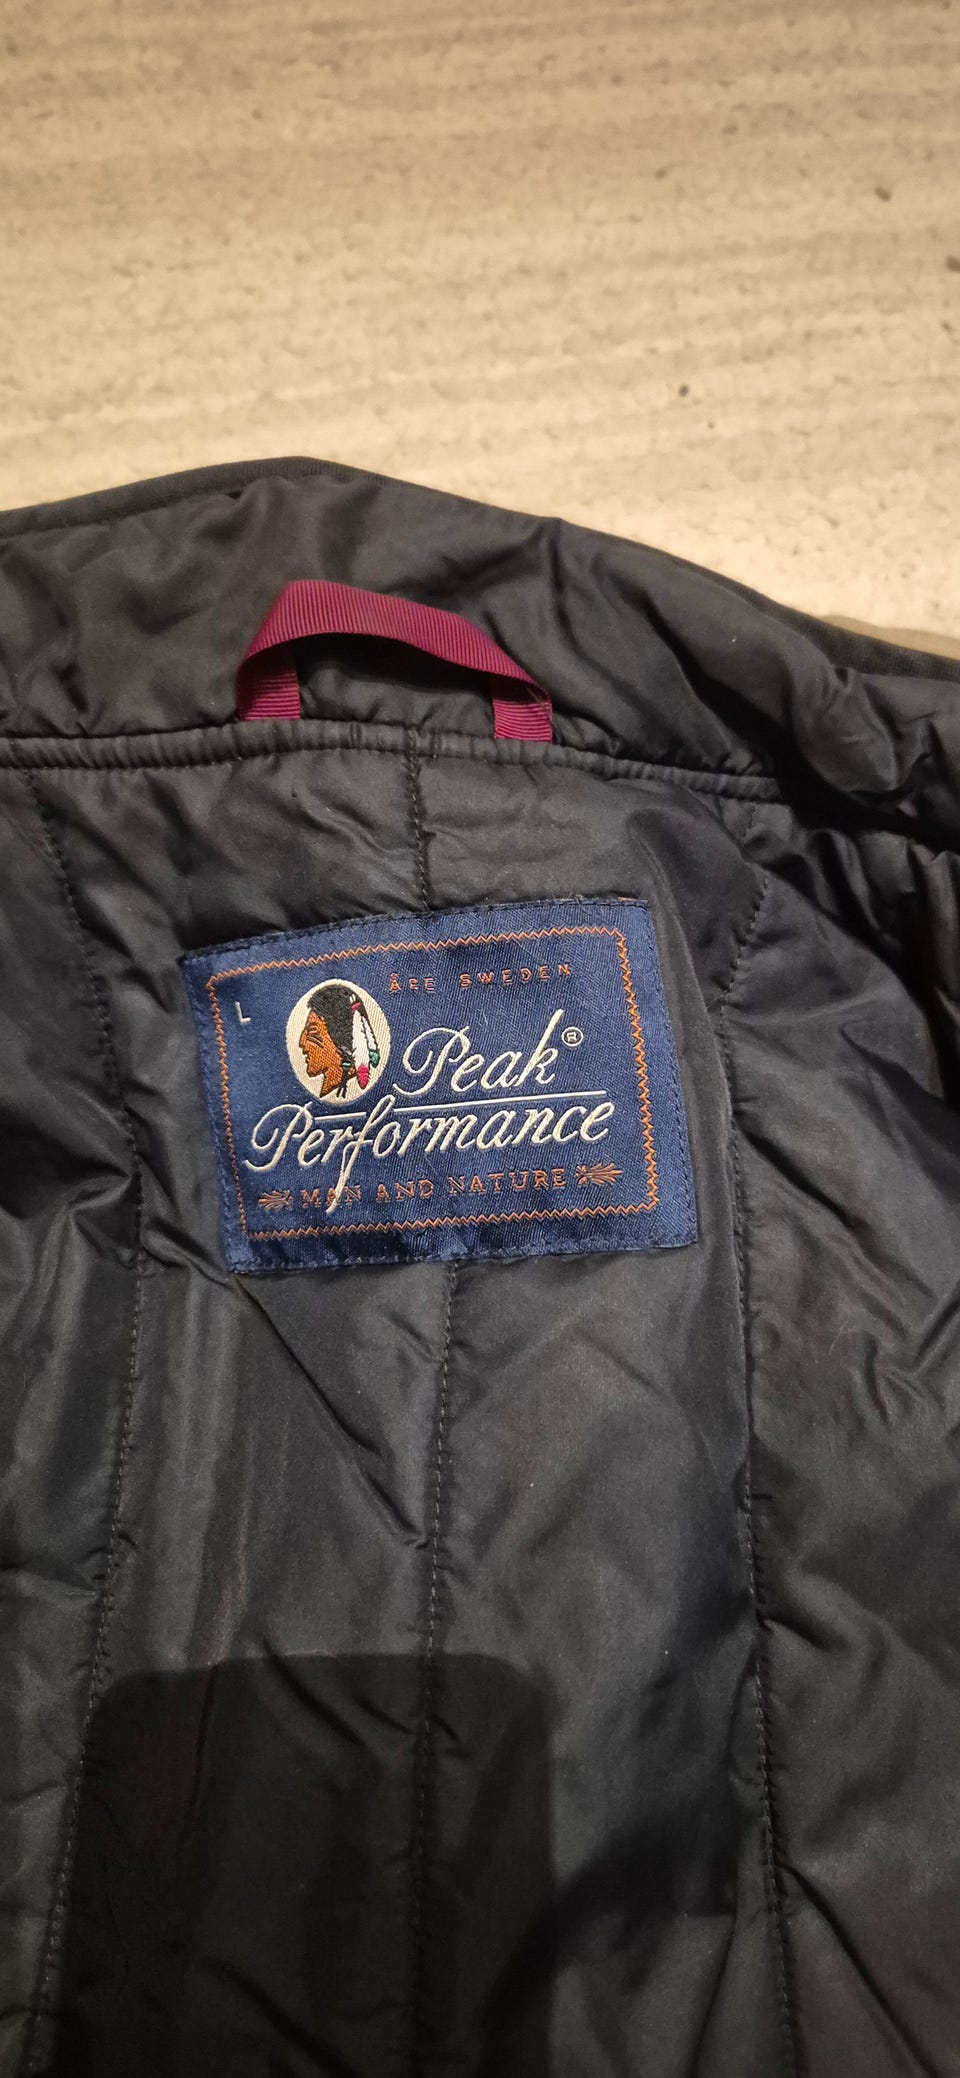 L
ÅRE SWEDEN
Peak®
Performance
MAN AND NATURE